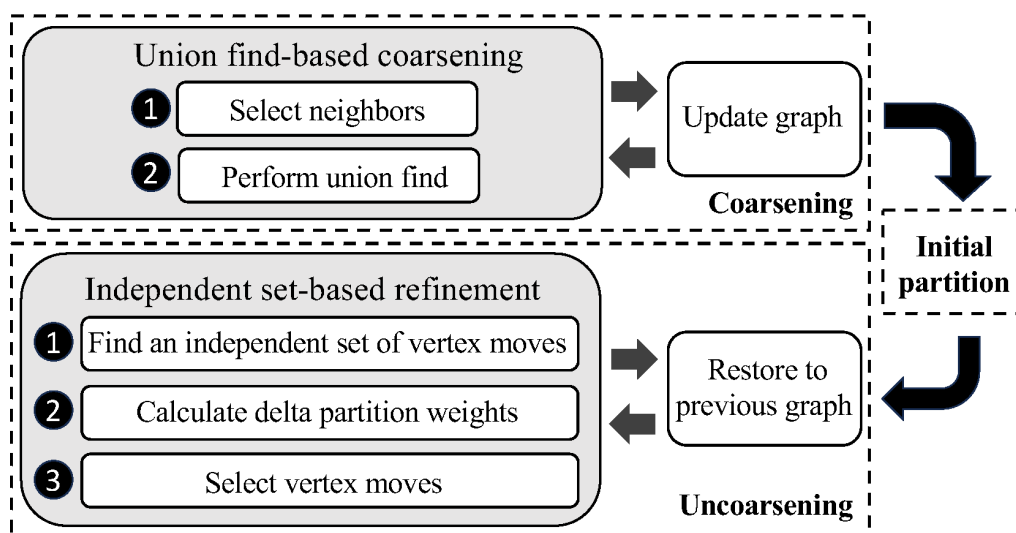 Union find-based coarsening
1 Select neighbors
2 Perform union find
Update graph
Coarsening
Initial
partition
Independent set-based refinement
1 Find an independent set of vertex moves
2 Calculate delta partition weights
3 Select vertex moves
Restore to
previous graph
Uncoarsening